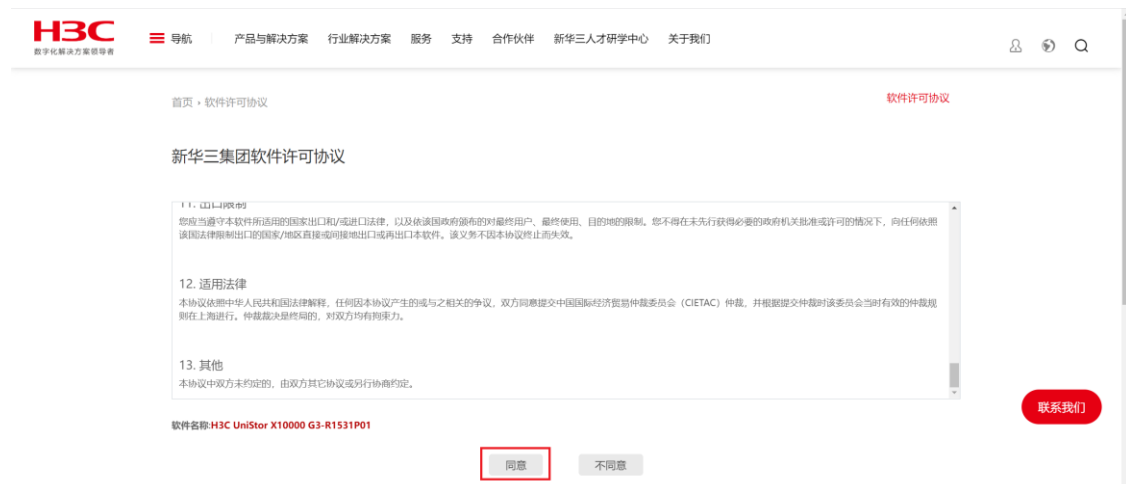 H3C
数字化解决方案领导者
导航
产品与解决方案
行业解决方案
服务
支持
合作伙伴
新华三人才研学中心
关于我们
首页 › 软件许可协议
软件许可协议
新华三集团软件许可协议
11. 出口限制
您应当遵守本软件所适用的国家出口和/或进口法律，以及依该国政府颁布的对最终用户、最终使用、目的地的限制。您不得在未先行获得必要的政府机关批准或许可的情况下，向任何依照
该国法律限制出口的国家/地区直接或间接地出口或再出口本软件。该义务不因本协议终止而失效。
12. 适用法律
本协议依照中华人民共和国法律解释，任何因本协议产生的或与之相关的争议，双方同意提交中国国际经济贸易仲裁委员会（CIETAC）仲裁，并根据提交仲裁时该委员会当时有效的仲裁规
则在上海进行。仲裁裁决是终局的，对双方均有拘束力。
13. 其他
本协议中双方未约定的，由双方其它协议或另行协商约定。
联系我们
软件名称:H3C UniStor X10000 G3-R1531P01
同意
不同意